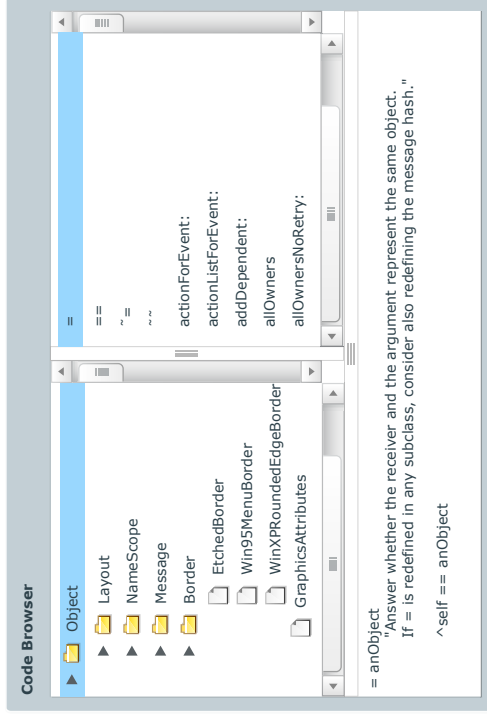 Code Browser
Object
Layout
NameScope
Message
Border
EtchedBorder
Win95MenuBorder
WinXPRoundedEdgeBorder
GraphicsAttributes
=
==
~=
~~
actionForEvent:
actionListForEvent:
addDependent:
allOwners
allOwnersNoRetry:
= anObject
"Answer whether the receiver and the argument represent the same object.
If = is redefined in any subclass, consider also redefining the message hash."
^self == anObject